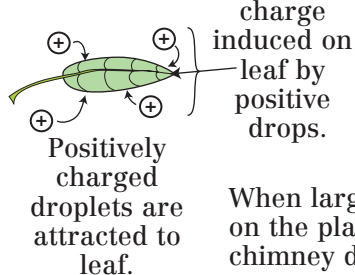 charge
induced on
leaf by
positive
drops.
+
+
+
+
Positively
charged
droplets are
attracted to
leaf.
When larg
on the pla
chimney d